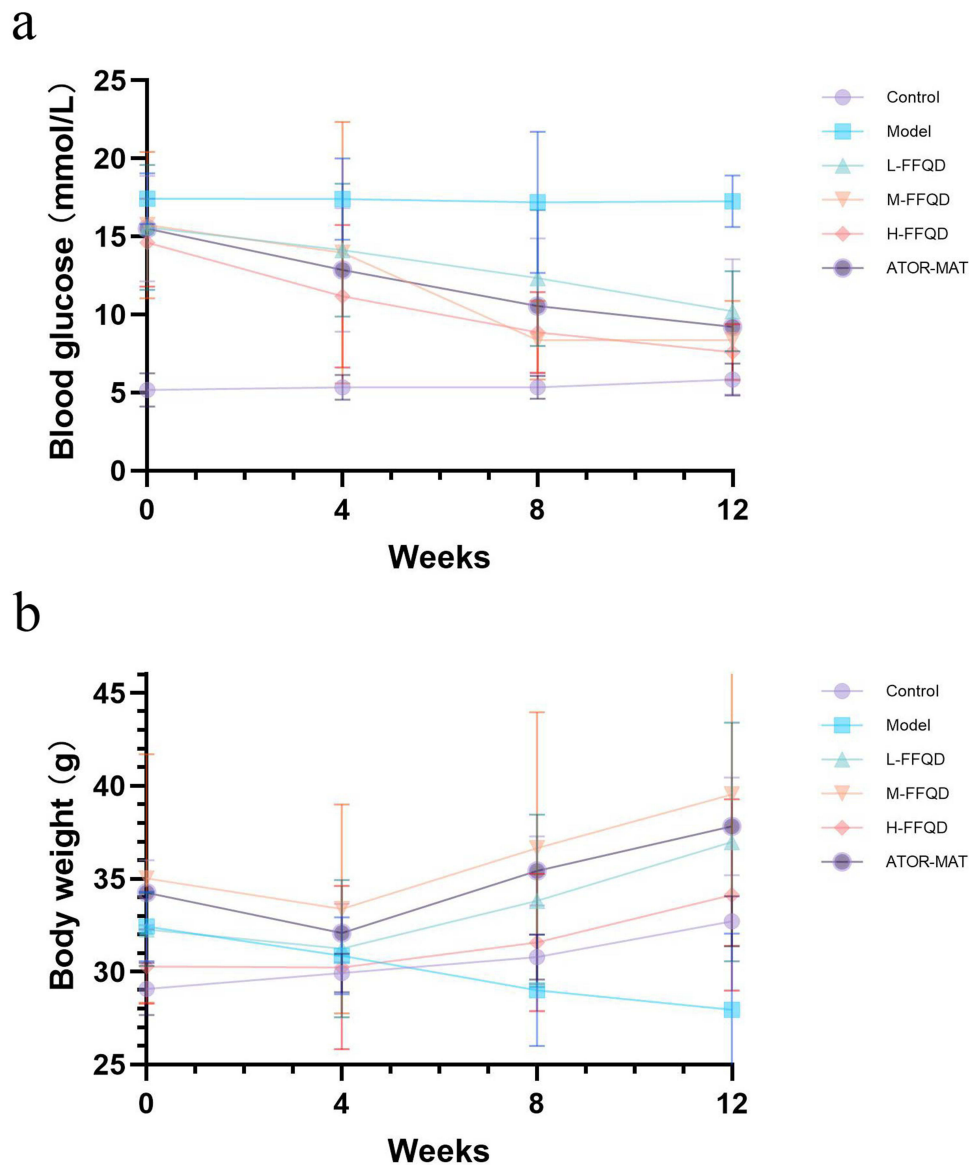 a
25
20
15
10
5
0
Blood glucose (mmol/L)
0 4 8 12
Weeks
Control
Model
L-FFQD
M-FFQD
H-FFQD
ATOR-MAT
b
45
40
35
30
25
Body weight (g)
0 4 8 12
Weeks
Control
Model
L-FFQD
M-FFQD
H-FFQD
ATOR-MAT